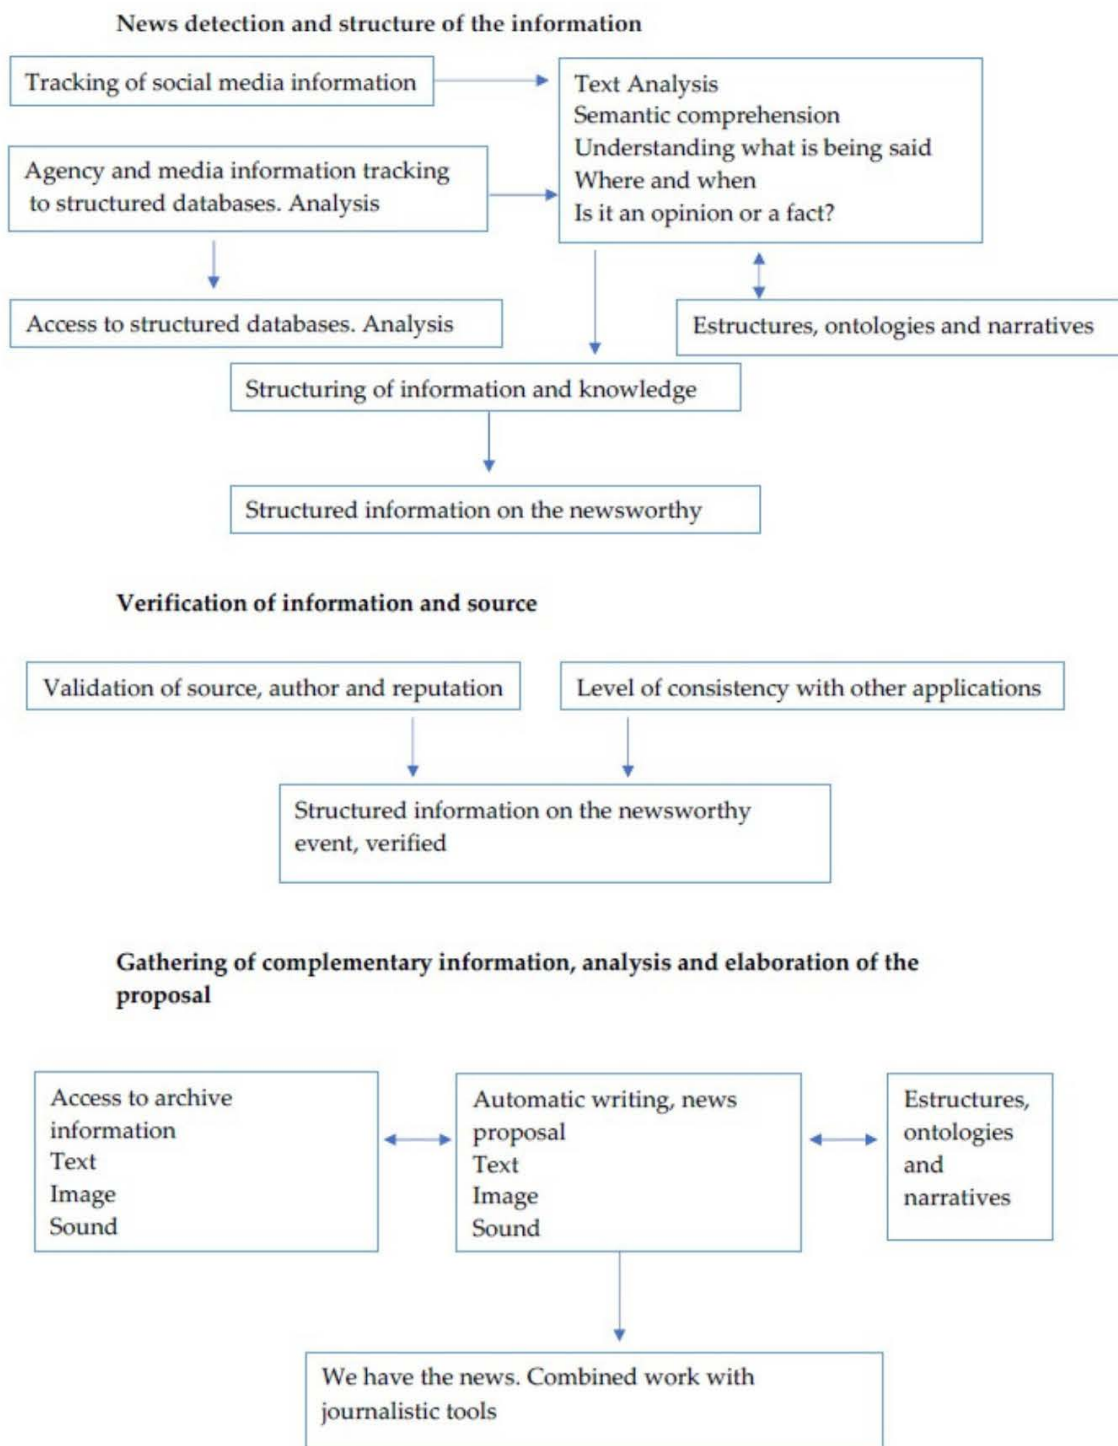 News detection and structure of the information
Tracking of social media information
Text Analysis
Semantic comprehension
Understanding what is being said
Where and when
Is it an opinion or a fact?
Agency and media information tracking
to structured databases. Analysis
Access to structured databases. Analysis
Estructures, ontologies and narratives
Structuring of information and knowledge
Structured information on the newsworthy
Verification of information and source
Validation of source, author and reputation
Level of consistency with other applications
Structured information on the newsworthy
event, verified
Gathering of complementary information, analysis and elaboration of the
proposal
Access to archive
information
Text
Image
Sound
Automatic writing, news
proposal
Text
Image
Sound
Estructures,
ontologies
and
narratives
We have the news. Combined work with
journalistic tools